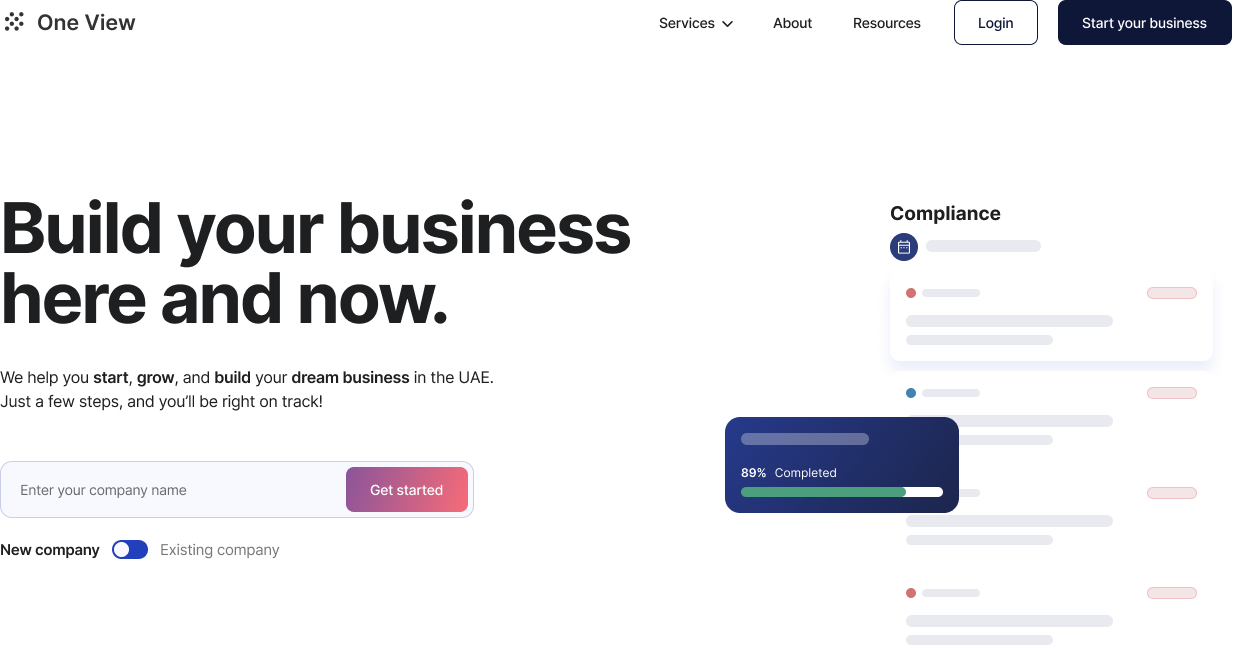 One View
Services
About
Resources
Login
Start your business
Build your business
here and now.
We help you start, grow, and build your dream business in the UAE.
Just a few steps, and you’ll be right on track!
Enter your company name
Get started
New company
Existing company
Compliance
89% Completed